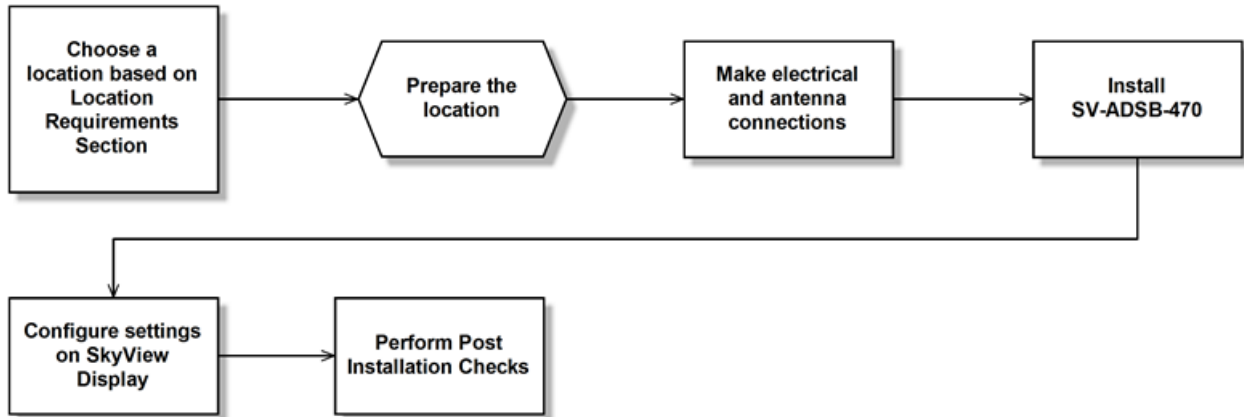 Choose a
location based on
Location
Requirements
Section
Prepare the
location
Make electrical
and antenna
connections
Install
SV-ADSB-470
Configure settings
on SkyView
Display
Perform Post
Installation Checks